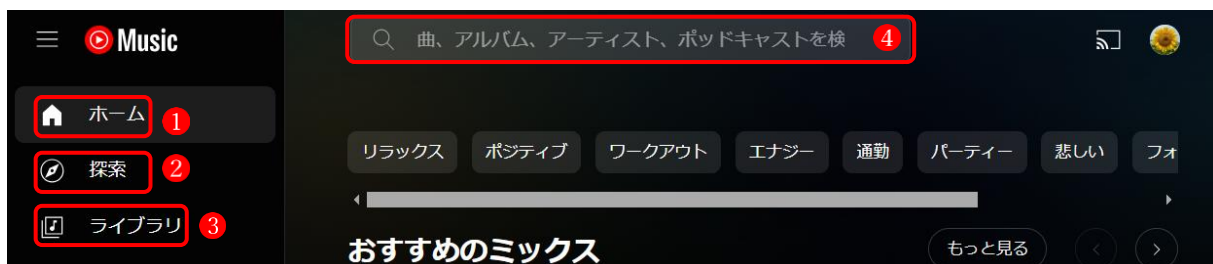 Music
曲、アルバム、アーティスト、ポッドキャストを検
4
ホーム
1
探索
2
ライブラリ
3
リラックス ポジティブ ワークアウト エナジー 通勤 パーティー 悲しい フォ
おすすめのミックス
もっと見る